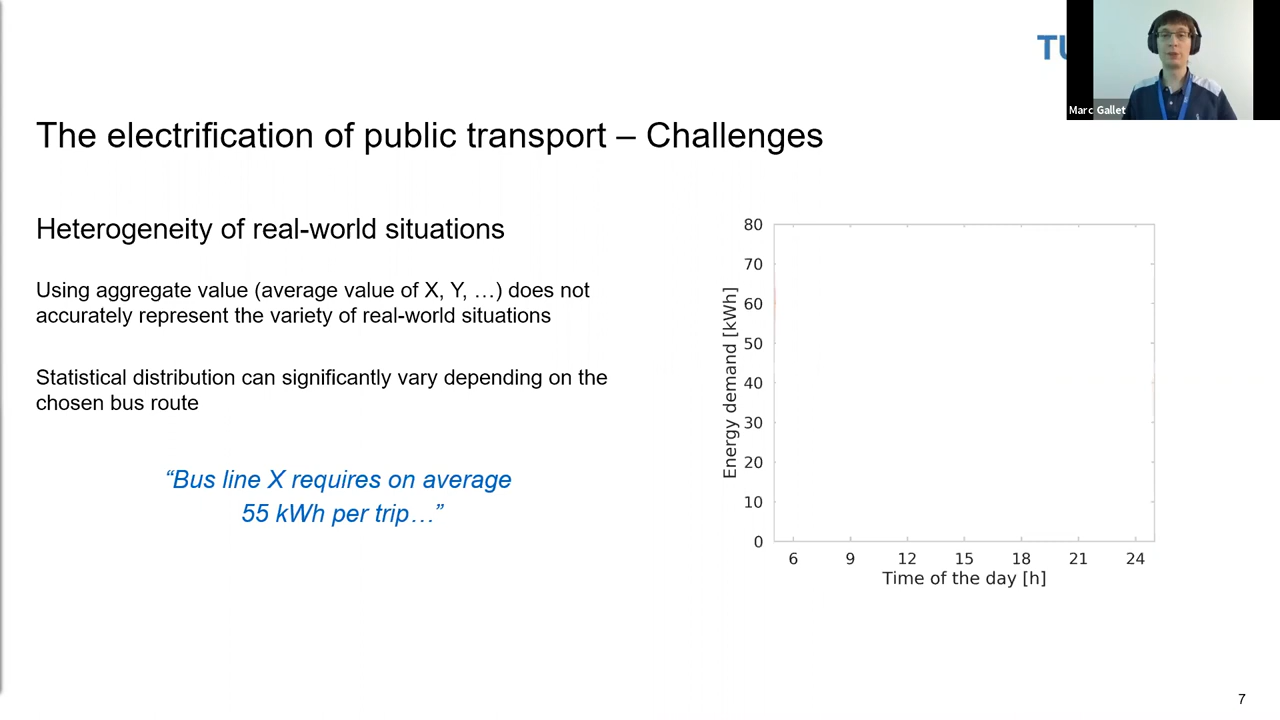 TU
Marc Gallet
The electrification of public transport – Challenges
Heterogeneity of real-world situations
Using aggregate value (average value of X, Y, …) does not
accurately represent the variety of real-world situations
Statistical distribution can significantly vary depending on the
chosen bus route
“Bus line X requires on average
55 kWh per trip…”
Energy demand [kWh]
80
70
60
50
40
30
20
10
0
6 9 12 15 18 21 24
Time of the day [h]
7